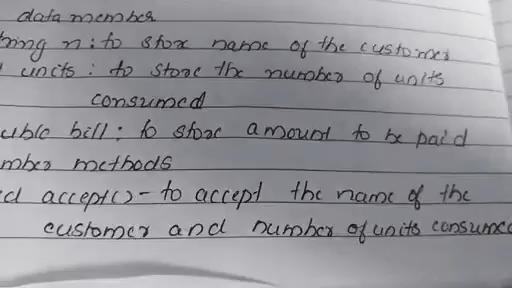 data member
ing n: to store name of the customer
units: to store the number of units
consumed
uble bill: to store amount to be paid
mber methods
d accept() - to accept the name of the
customer and number of units consumed